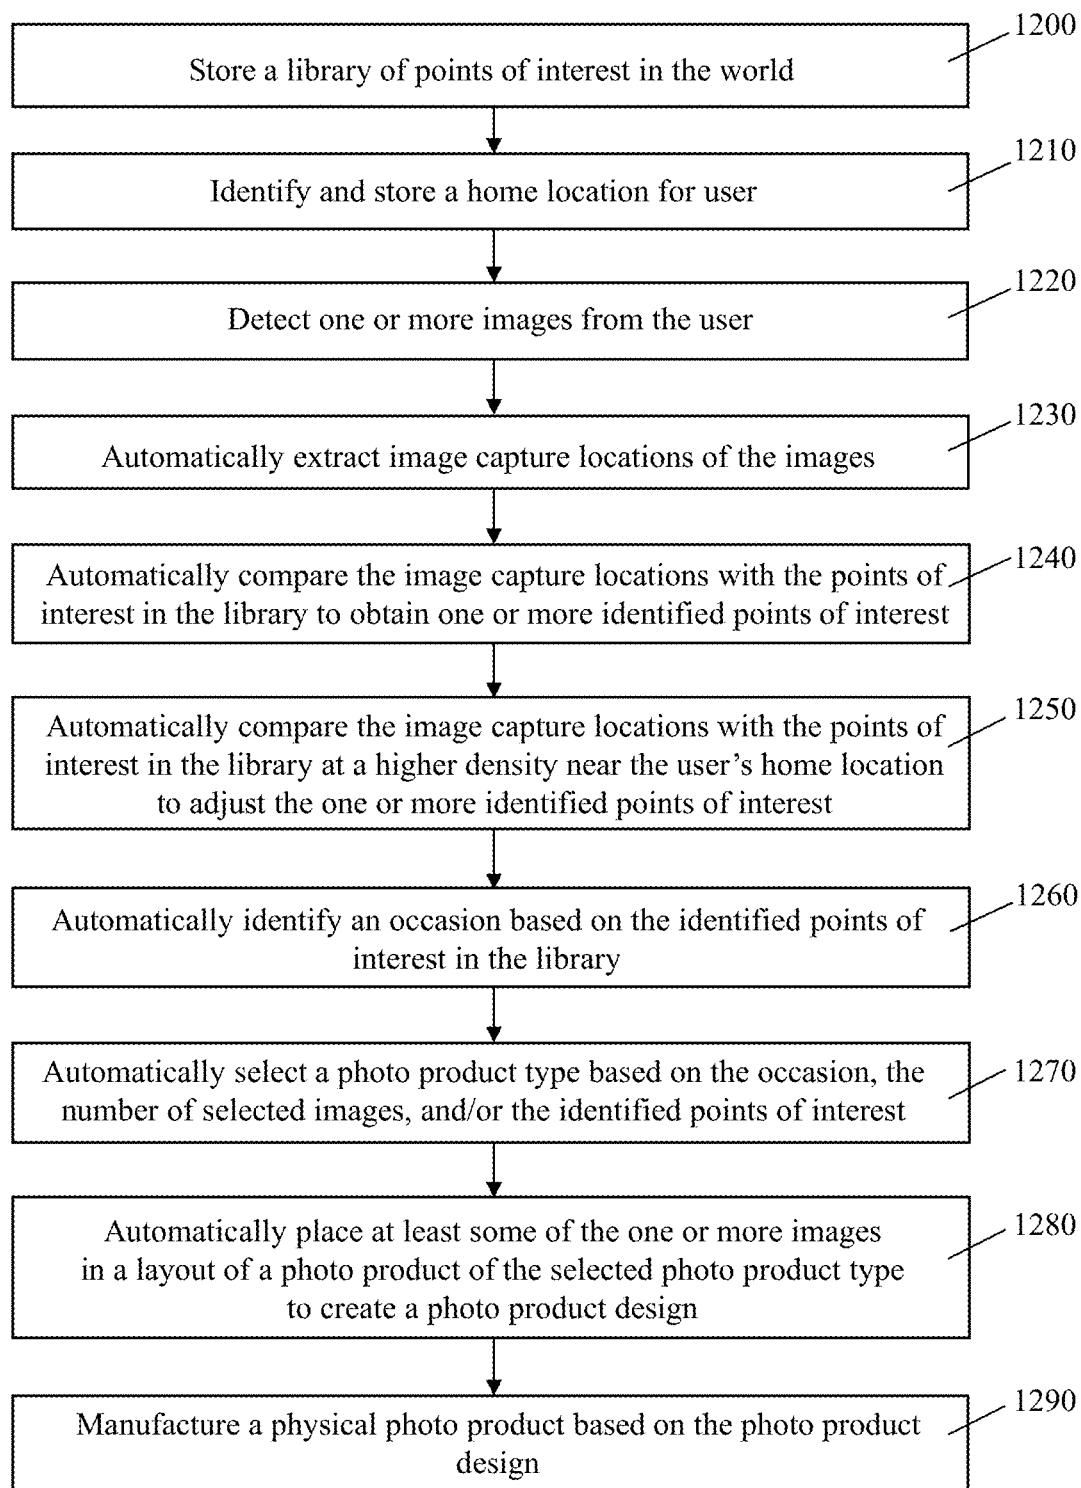 1200
Store a library of points of interest in the world
1210
Identify and store a home location for user
1220
Detect one or more images from the user
1230
Automatically extract image capture locations of the images
1240
Automatically compare the image capture locations with the points of
interest in the library to obtain one or more identified points of interest
1250
Automatically compare the image capture locations with the points of
interest in the library at a higher density near the user's home location
to adjust the one or more identified points of interest
1260
Automatically identify an occasion based on the identified points of
interest in the library
1270
Automatically select a photo product type based on the occasion, the
number of selected images, and/or the identified points of interest
1280
Automatically place at least some of the one or more images
in a layout of a photo product of the selected photo product type
to create a photo product design
1290
Manufacture a physical photo product based on the photo product
design